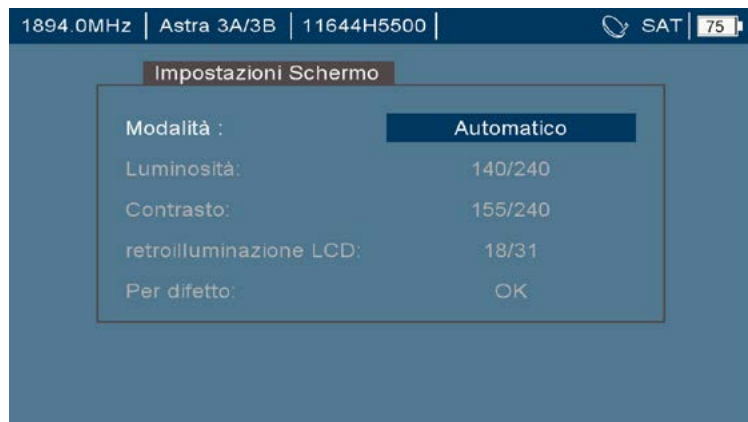 1894.0MHz | Astra 3A/3B | 11644H5500 | SAT | 75
Impostazioni Schermo
Modalità : Automatico
Luminosità: 140/240
Contrasto: 155/240
retroilluminazione LCD: 18/31
Per difetto: OK